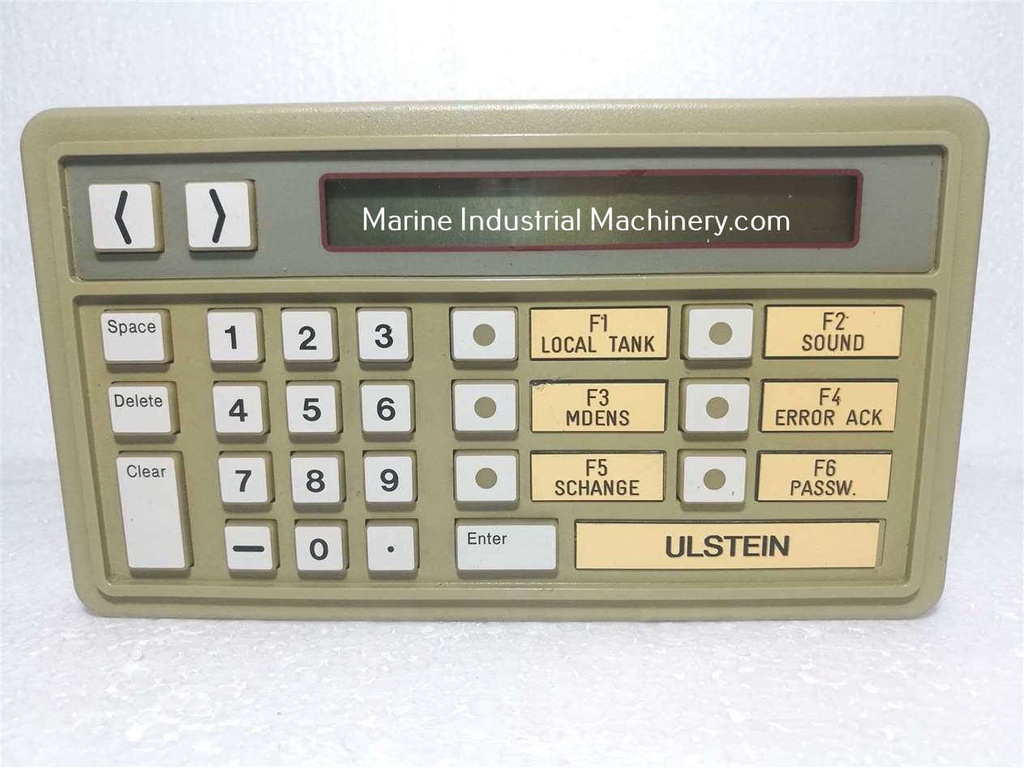 < >
Marine Industrial Machinery.com
Space 1 2 3 F1 F2
LOCAL TANK SOUND
Delete 4 5 6 F3 F4
MDENS ERROR ACK
Clear 7 8 9 F5 F6
SCHANGE PASSW.
— 0 . Enter ULSTEIN